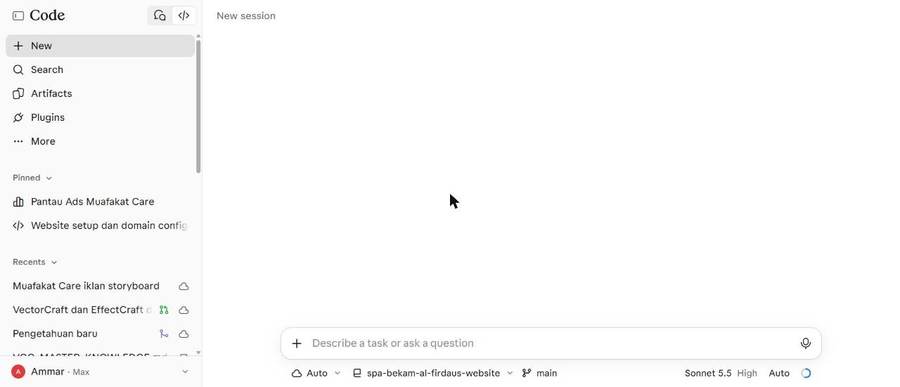 Code
New session
New
Search
Artifacts
Plugins
More
Pinned
Pantau Ads Muafakat Care
Website setup dan domain config
Recents
Muafakat Care iklan storyboard
VectorCraft dan EffectCraft d
Pengetahuan baru
Ammar · Max
Describe a task or ask a question
Auto
spa-bekam-al-firdaus-website
main
Sonnet 5.5 High
Auto